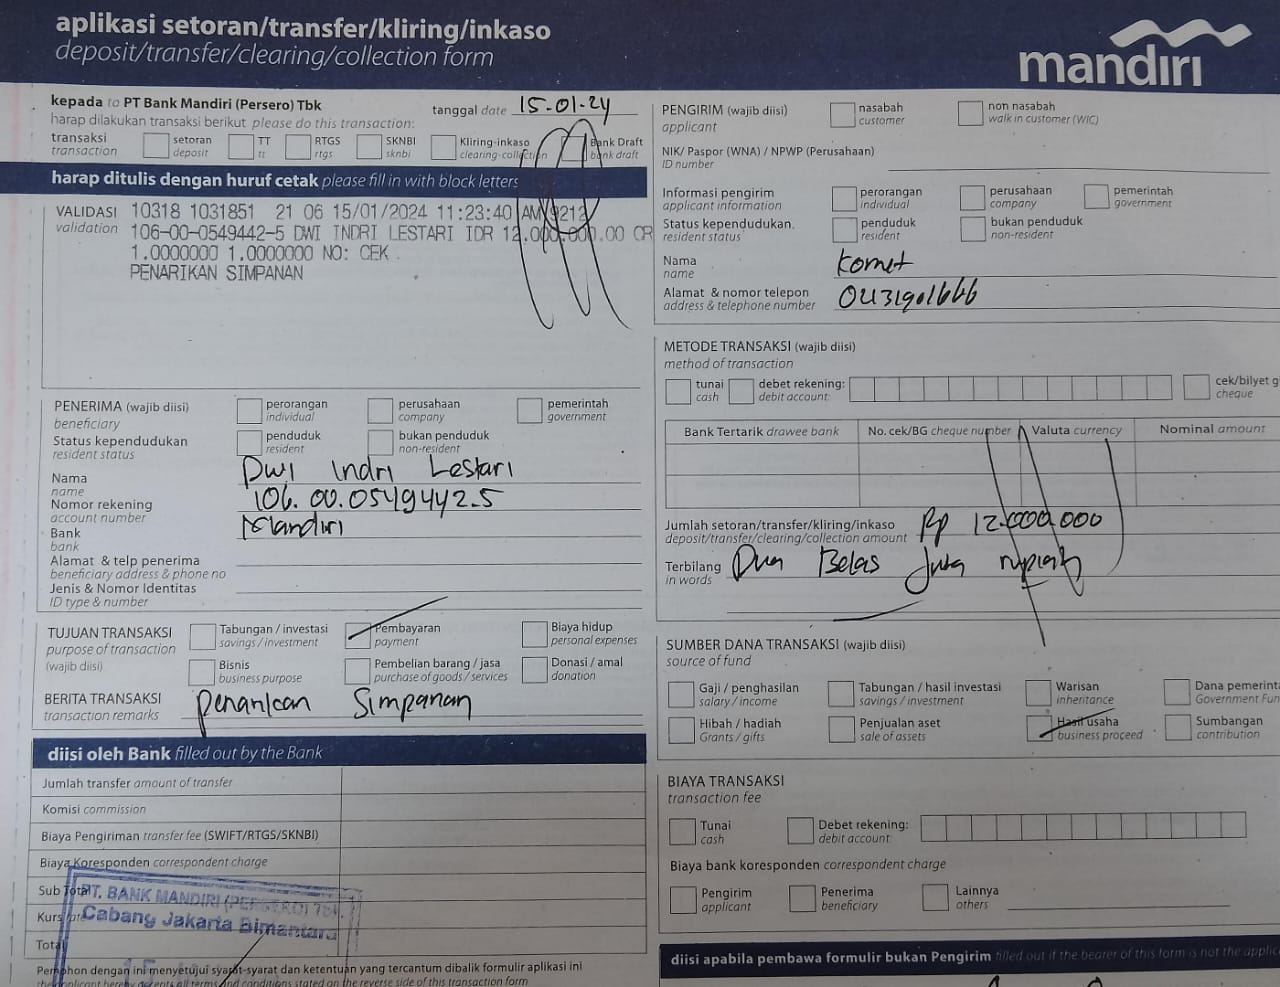 aplikasi setoran/transfer/kliring/inkaso
deposit/transfer/clearing/collection form
mandiri
kepada to PT Bank Mandiri (Persero) Tbk
tanggal date 15-01-24
harap dilakukan transaksi berikut please do this transaction:
transaksi
transaction
setoran
deposit
TT
tt
RTGS
rtgs
SKNBI
sknbi
Kliring-inkaso
clearing-collection
Bank Draft
bank draft
harap ditulis dengan huruf cetak please fill in with block letters
VALIDASI
validation
10318 1031851 21 06 15/01/2024 11:23:40 AM 9212
106-00-0549442-5 DWI INDRI LESTARI IDR 12.000.000.00 CR
1.0000000 1.0000000 NO: CEK
PENARIKAN SIMPANAN
PENERIMA (wajib diisi)
beneficiary
perorangan
individual
perusahaan
company
pemerintah
government
Status kependudukan
resident status
penduduk
resident
bukan penduduk
non-resident
Nama
name
Dwi Indri Lestari
Nomor rekening
account number
106.00.0549442.5
Bank
bank
Mandiri
Alamat & telp penerima
beneficiary address & phone no
Jenis & Nomor Identitas
ID type & number
TUJUAN TRANSAKSI
purpose of transaction
(wajib diisi)
Tabungan / investasi
savings / investment
Pembayaran
payment
Biaya hidup
personal expenses
Bisnis
business purpose
Pembelian barang / jasa
purchase of goods / services
Donasi / amal
donation
BERITA TRANSAKSI
transaction remarks
Penarikan Simpanan
diisi oleh Bank filled out by the Bank
Jumlah transfer amount of transfer
Komisi commission
Biaya Pengiriman transfer fee (SWIFT/RTGS/SKNBI)
Biaya Koresponden correspondent charge
Sub Total
Kurs
Total
PT. BANK MANDIRI (PERSERO) Tbk.
Cabang Jakarta Bimantara
15
Pemohon dengan ini menyetujui syarat-syarat dan ketentuan yang tercantum dibalik formulir aplikasi ini
the applicant hereby accepts all terms and conditions stated on the reverse side of this transaction form
PENGIRIM (wajib diisi)
applicant
nasabah
customer
non nasabah
walk in customer (WIC)
NIK/ Paspor (WNA) / NPWP (Perusahaan)
ID number
Informasi pengirim
applicant information
perorangan
individual
perusahaan
company
pemerintah
government
Status kependudukan
resident status
penduduk
resident
bukan penduduk
non-resident
Nama
name
Komet
Alamat & nomor telepon
address & telephone number
METODE TRANSAKSI (wajib diisi)
method of transaction
tunai
cash
debet rekening:
debit account:
cek/bilyet g
cheque
Bank Tertarik drawee bank
No. cek/BG cheque number
Valuta currency
Nominal amount
Jumlah setoran/transfer/kliring/inkaso
deposit/transfer/clearing/collection amount
Rp 12.000.000
Terbilang
in words
Dua Belas Juta rupiah
SUMBER DANA TRANSAKSI (wajib diisi)
source of fund
Gaji / penghasilan
salary / income
Tabungan / hasil investasi
savings / investment
Warisan
inheritance
Dana pemerint
Government Fun
Hibah / hadiah
Grants / gifts
Penjualan aset
sale of assets
Hasil usaha
business proceed
Sumbangan
contribution
BIAYA TRANSAKSI
transaction fee
Tunai
cash
Debet rekening:
debit account:
Biaya bank koresponden correspondent charge
Pengirim
applicant
Penerima
beneficiary
Lainnya
others
diisi apabila pembawa formulir bukan Pengirim filled out if the bearer of this form is not the applic